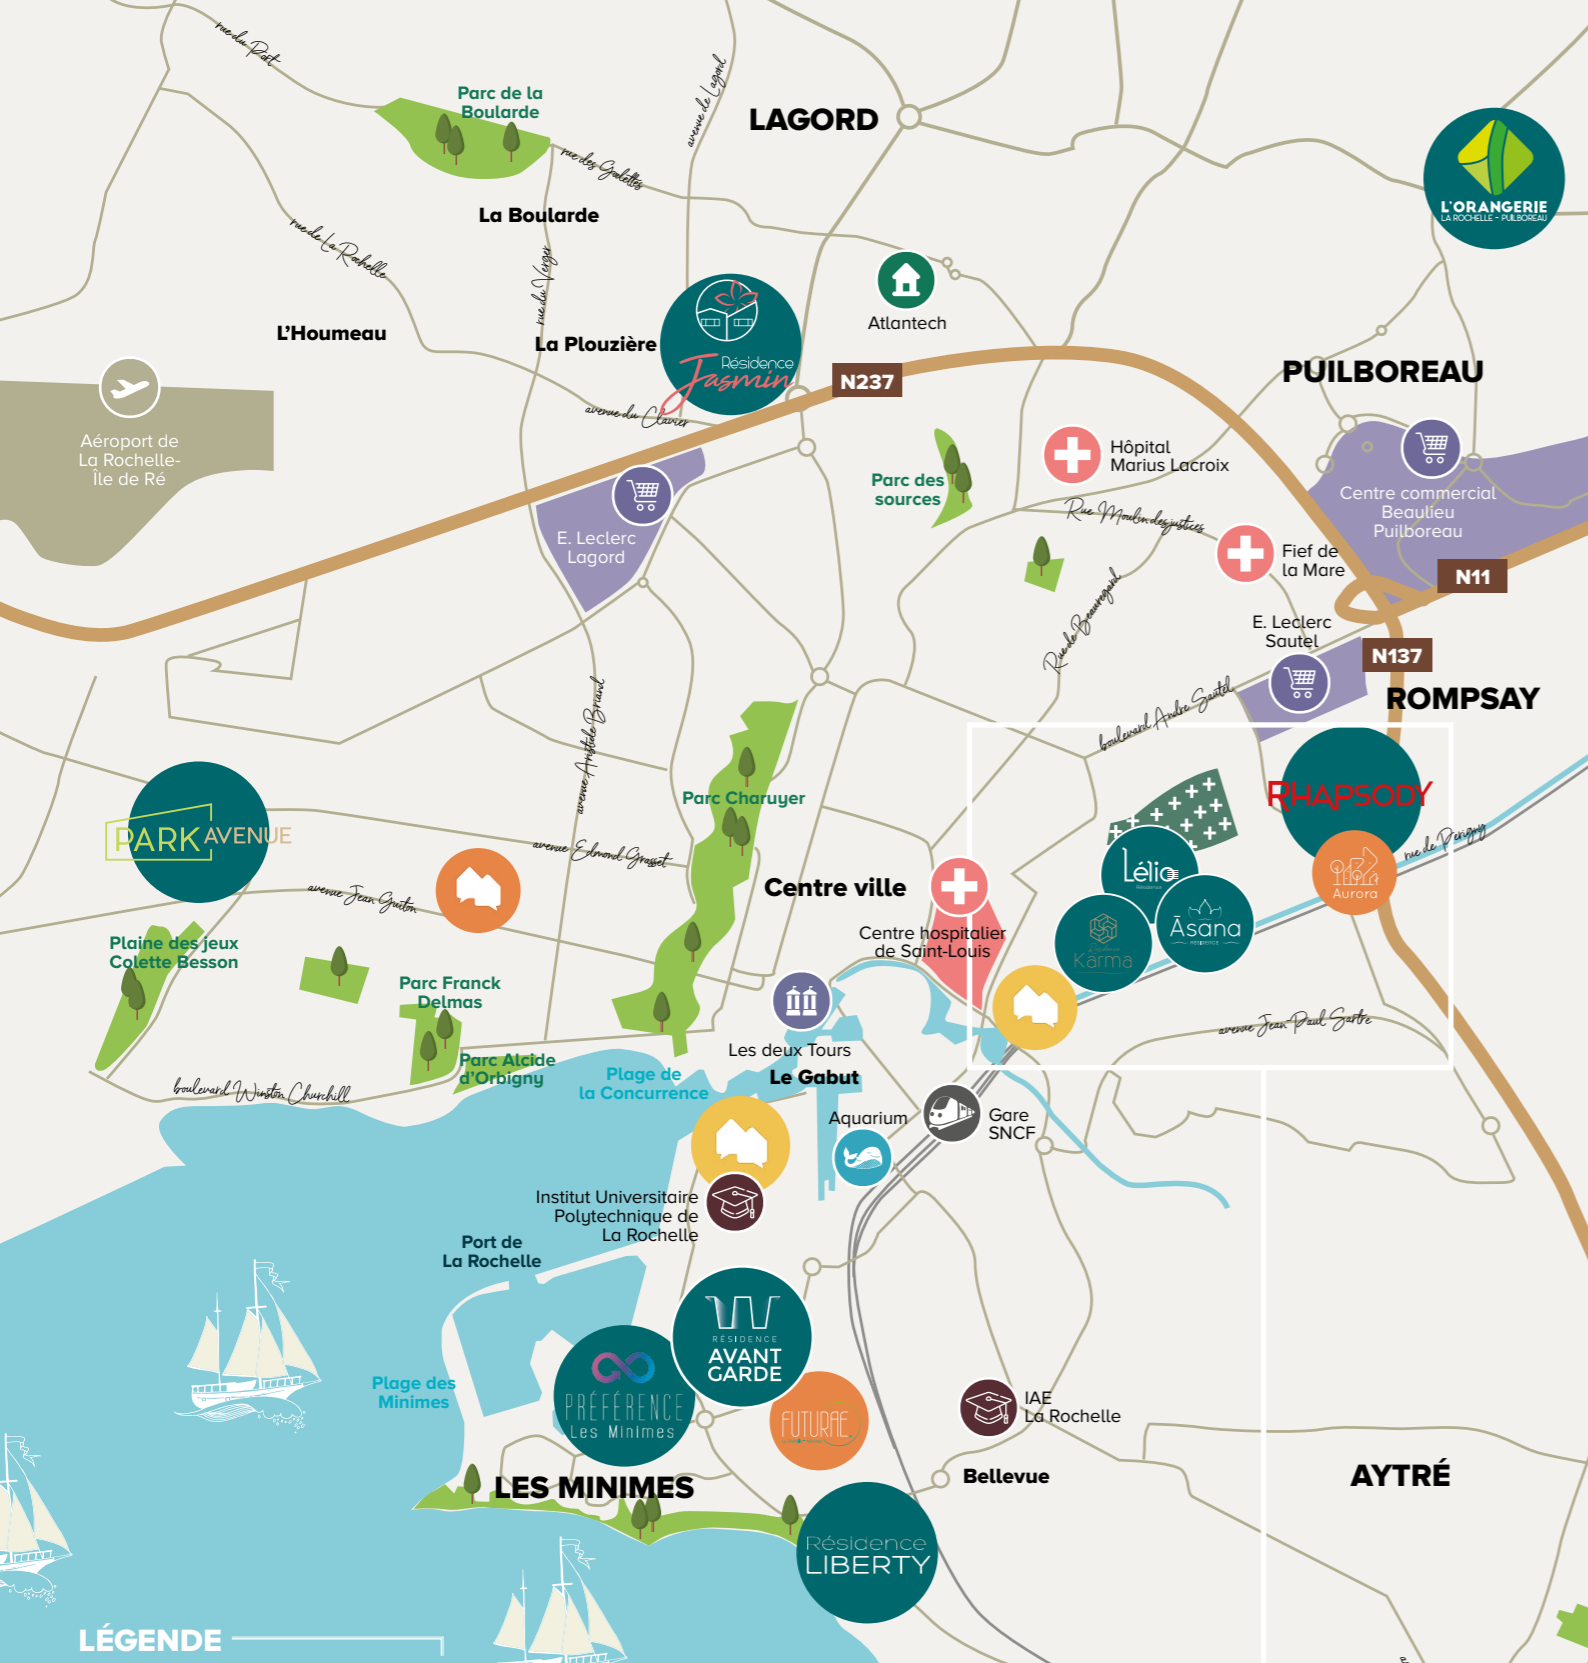 rue du Port
Parc de la
Boularde
avenue de Lagord
LAGORD
L'ORANGERIE
LA ROCHELLE - PUILBOREAU
rue des Gadettes
La Boularde
rue de La Rochelle
rue du Verger
L'Houmeau
La Plouzière
Résidence
Jasmin
Atlantech
N237
PUILBOREAU
avenue du Clavier
Aéroport de
La Rochelle-
Île de Ré
Parc des
sources
Hôpital
Marius Lacroix
Centre commercial
Beaulieu
Puilboreau
Rue Moulin des justices
E. Leclerc
Lagord
Fief de
la Mare
N11
Rue de Beauregard
E. Leclerc
Sautel
N137
ROMPSAY
boulevard André Sautel
avenue Aristide Briand
Parc Charuyer
RHAPSODY
PARK AVENUE
avenue Edmond Grasset
rue de Périgny
Lélia
Résidence
Aurora
avenue Jean Guiton
Centre ville
Centre hospitalier
de Saint-Louis
Āsana
RÉSIDENCE
Résidence
Karma
Plaine des jeux
Colette Besson
Parc Franck
Delmas
avenue Jean Paul Sartre
Les deux Tours
Le Gabut
Parc Alcide
d'Orbigny
Plage de
la Concurrence
boulevard Winston Churchill
Aquarium
Gare
SNCF
Institut Universitaire
Polytechnique de
La Rochelle
Port de
La Rochelle
RÉSIDENCE
AVANT
GARDE
Plage des
Minimes
PRÉFÉRENCE
Les Minimes
FUTURAE
IAE
La Rochelle
Bellevue
AYTRÉ
LES MINIMES
Résidence
LIBERTY
LÉGENDE